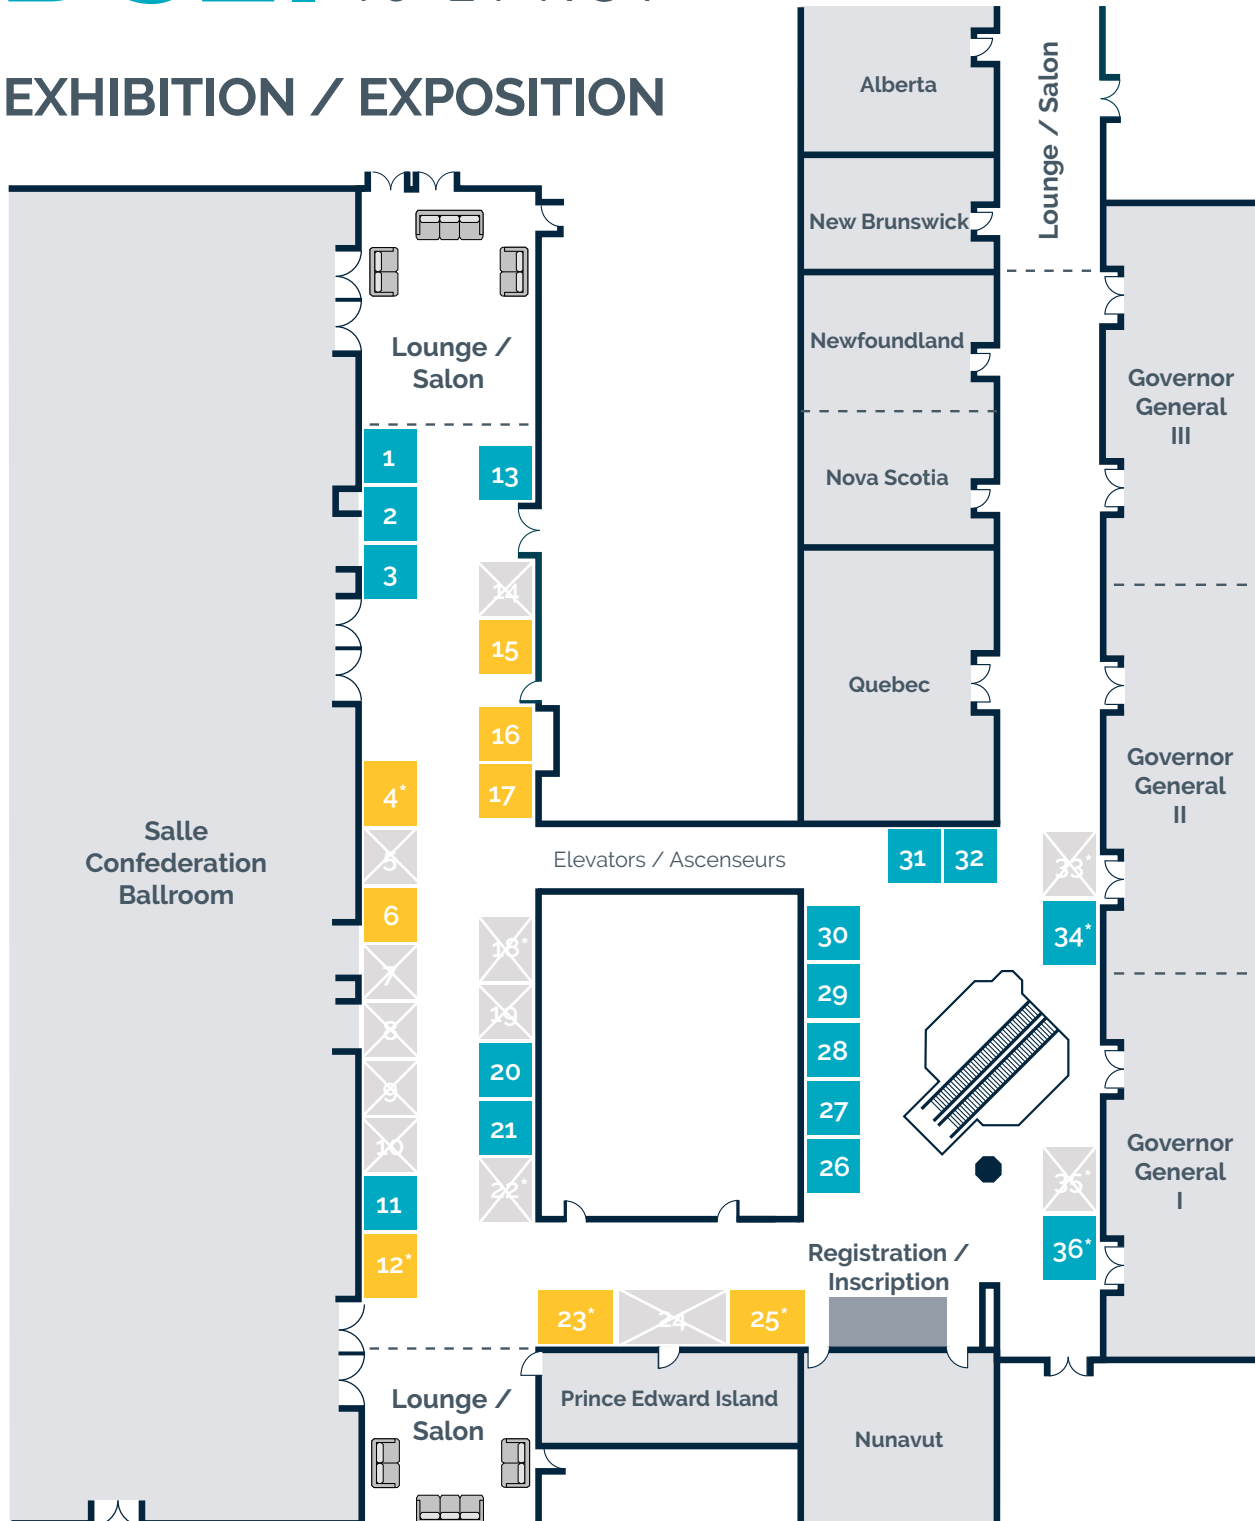 EXHIBITION / EXPOSITION
Alberta
Lounge / Salon
New Brunswick
Newfoundland
Nova Scotia
Quebec
Governor
General
III
Governor
General
II
Governor
General
I
Lounge /
Salon
1
2
3
13
14
15
16
17
4*
5
6
7
8
9
10
11
12*
Salle
Confederation
Ballroom
Elevators / Ascenseurs
18*
19
20
21
22*
31
32
33*
34*
30
29
28
27
26
35*
36*
Registration /
Inscription
23*
24
25*
Lounge /
Salon
Prince Edward Island
Nunavut